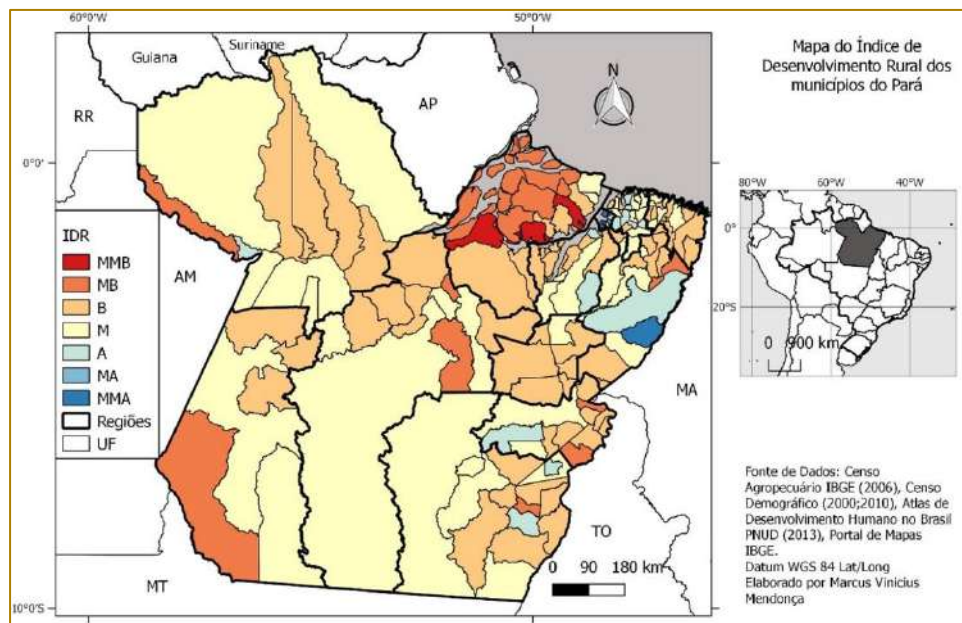 60°0'W
50°0'W
Suriname
Guiana
RR
AP
0°0'
AM
MA
TO
MT
10°0'S
N
IDR
MMB
MB
B
M
A
MA
MMA
Regiões
UF
0 90 180 km
Mapa do Índice de
Desenvolvimento Rural dos
municípios do Pará
80°W 60°W 40°W
0°
20°S
0 900 km
Fonte de Dados: Censo
Agropecuário IBGE (2006), Censo
Demográfico (2000;2010), Atlas de
Desenvolvimento Humano no Brasil
PNUD (2013), Portal de Mapas
IBGE.
Datum WGS 84 Lat/Long
Elaborado por Marcus Vinicius
Mendonça